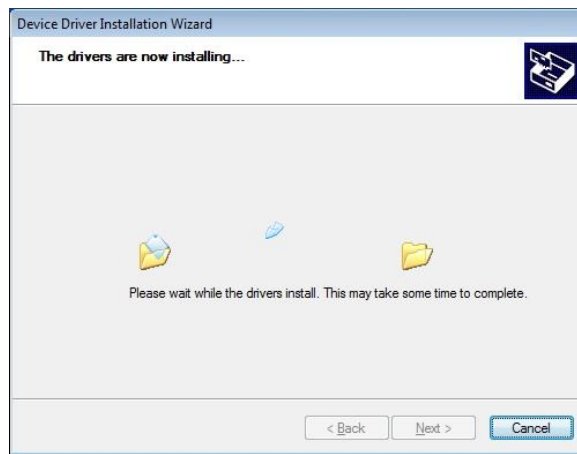 Device Driver Installation Wizard
The drivers are now installing...
Please wait while the drivers install. This may take some time to complete.
< Back Next > Cancel